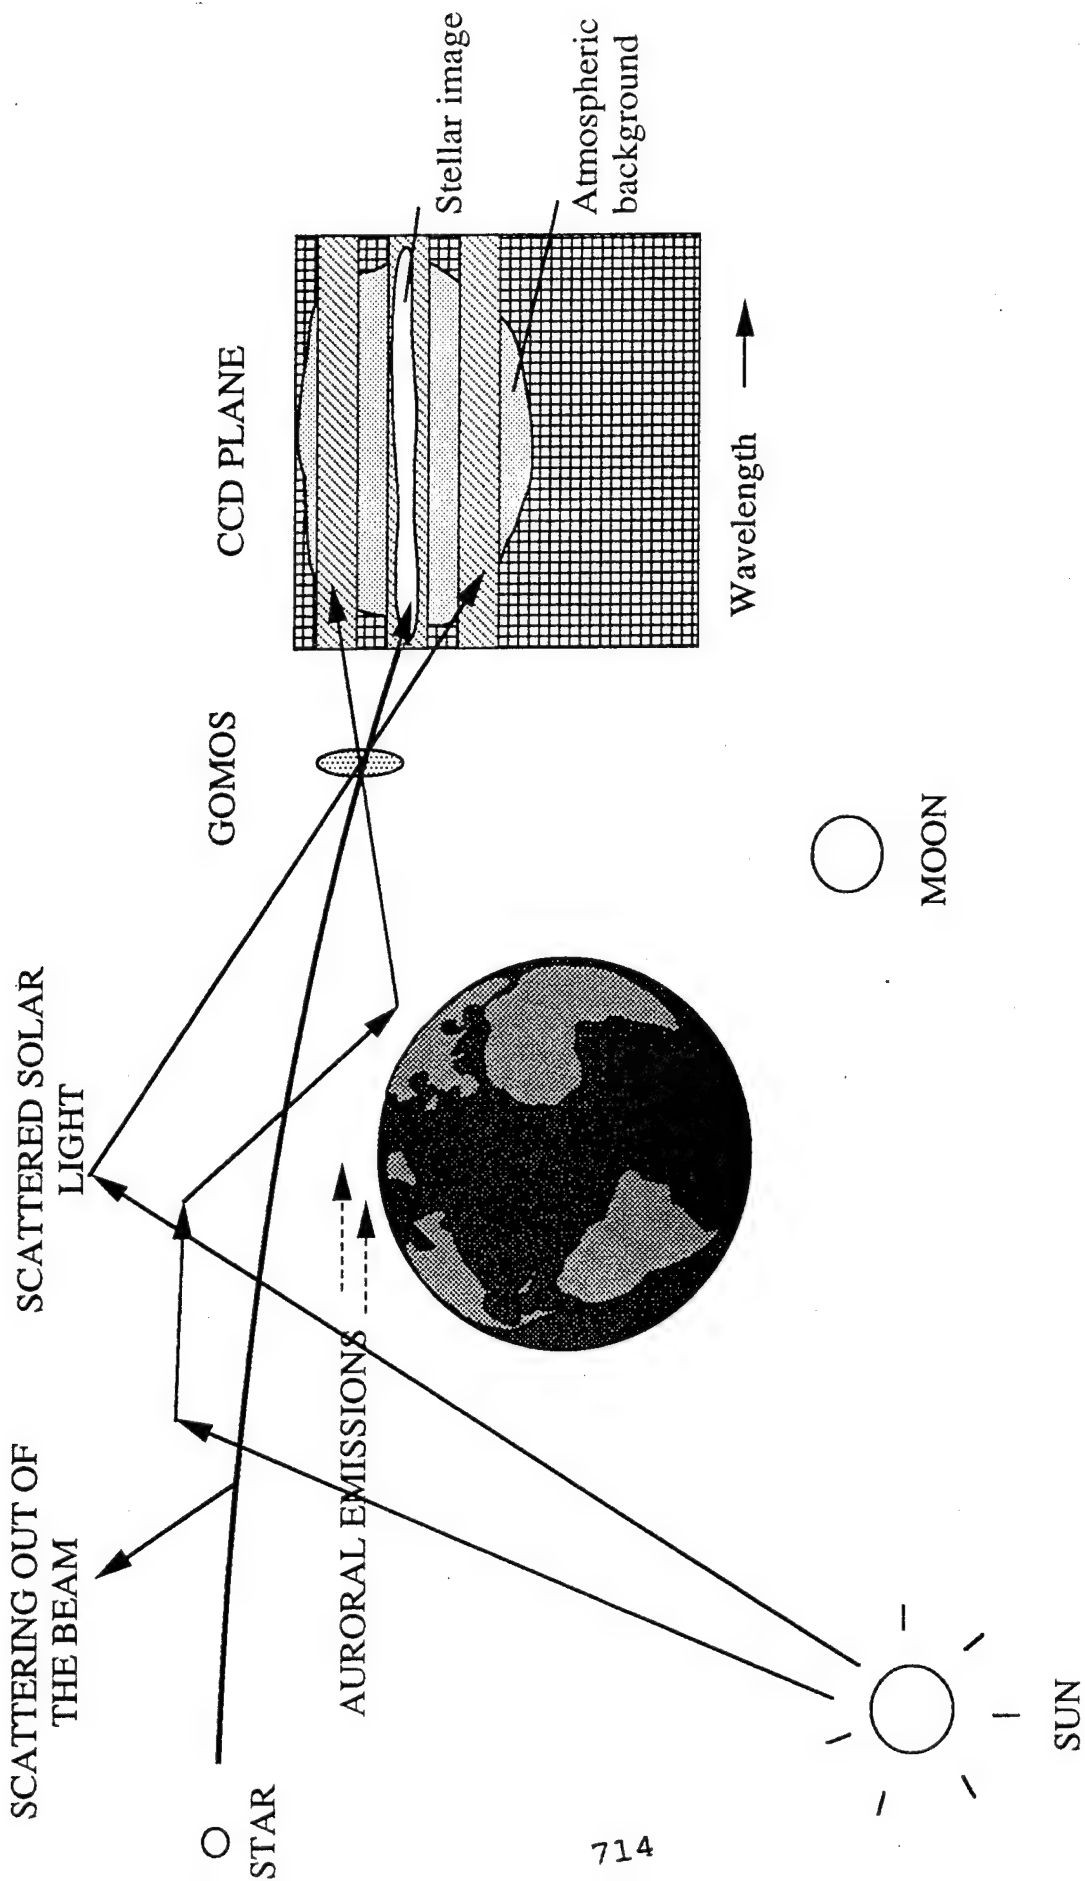 SCATTERING OUT OF
THE BEAM
SCATTERED SOLAR
LIGHT
GOMOS
CCD PLANE
Stellar image
Atmospheric
background
Wavelength
STAR
AURORAL EMISSIONS
MOON
SUN
714